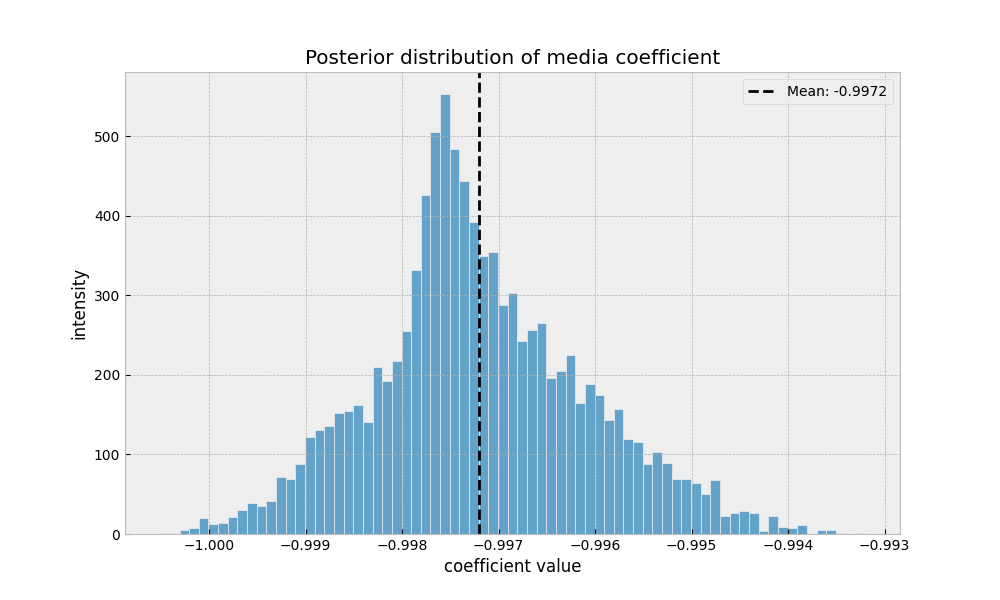 Posterior distribution of media coefficient
Mean: -0.9972
500
400
300
200
100
0
intensity
−1.000 −0.999 −0.998 −0.997 −0.996 −0.995 −0.994 −0.993
coefficient value